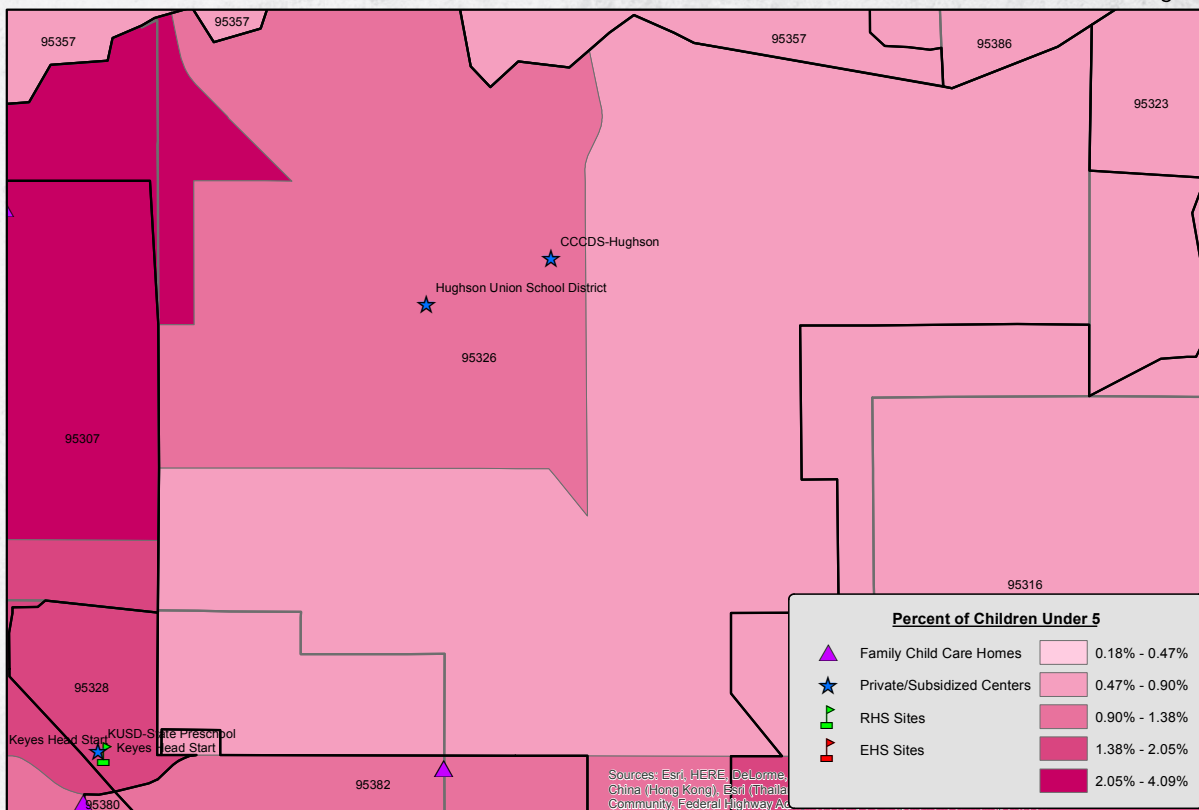 95357
95357
95357
95386
95323
CCCDS-Hughson
Hughson Union School District
95326
95307
95316
95328
KUSD-State Preschool
Keyes Head Start
Keyes Head Start
95382
95380
Percent of Children Under 5
Family Child Care Homes
Private/Subsidized Centers
RHS Sites
EHS Sites
0.18% - 0.47%
0.47% - 0.90%
0.90% - 1.38%
1.38% - 2.05%
2.05% - 4.09%
Sources: Esri, HERE, DeLorme,
China (Hong Kong), Esri
Community, Federal Highway